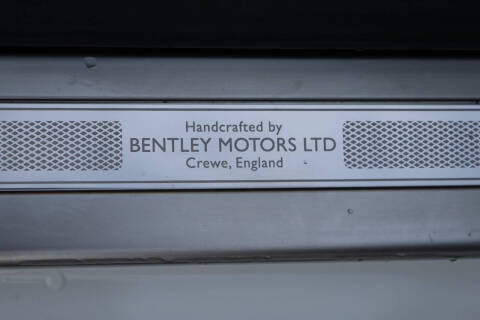 Handcrafted by
BENTLEY MOTORS LTD
Crewe, England